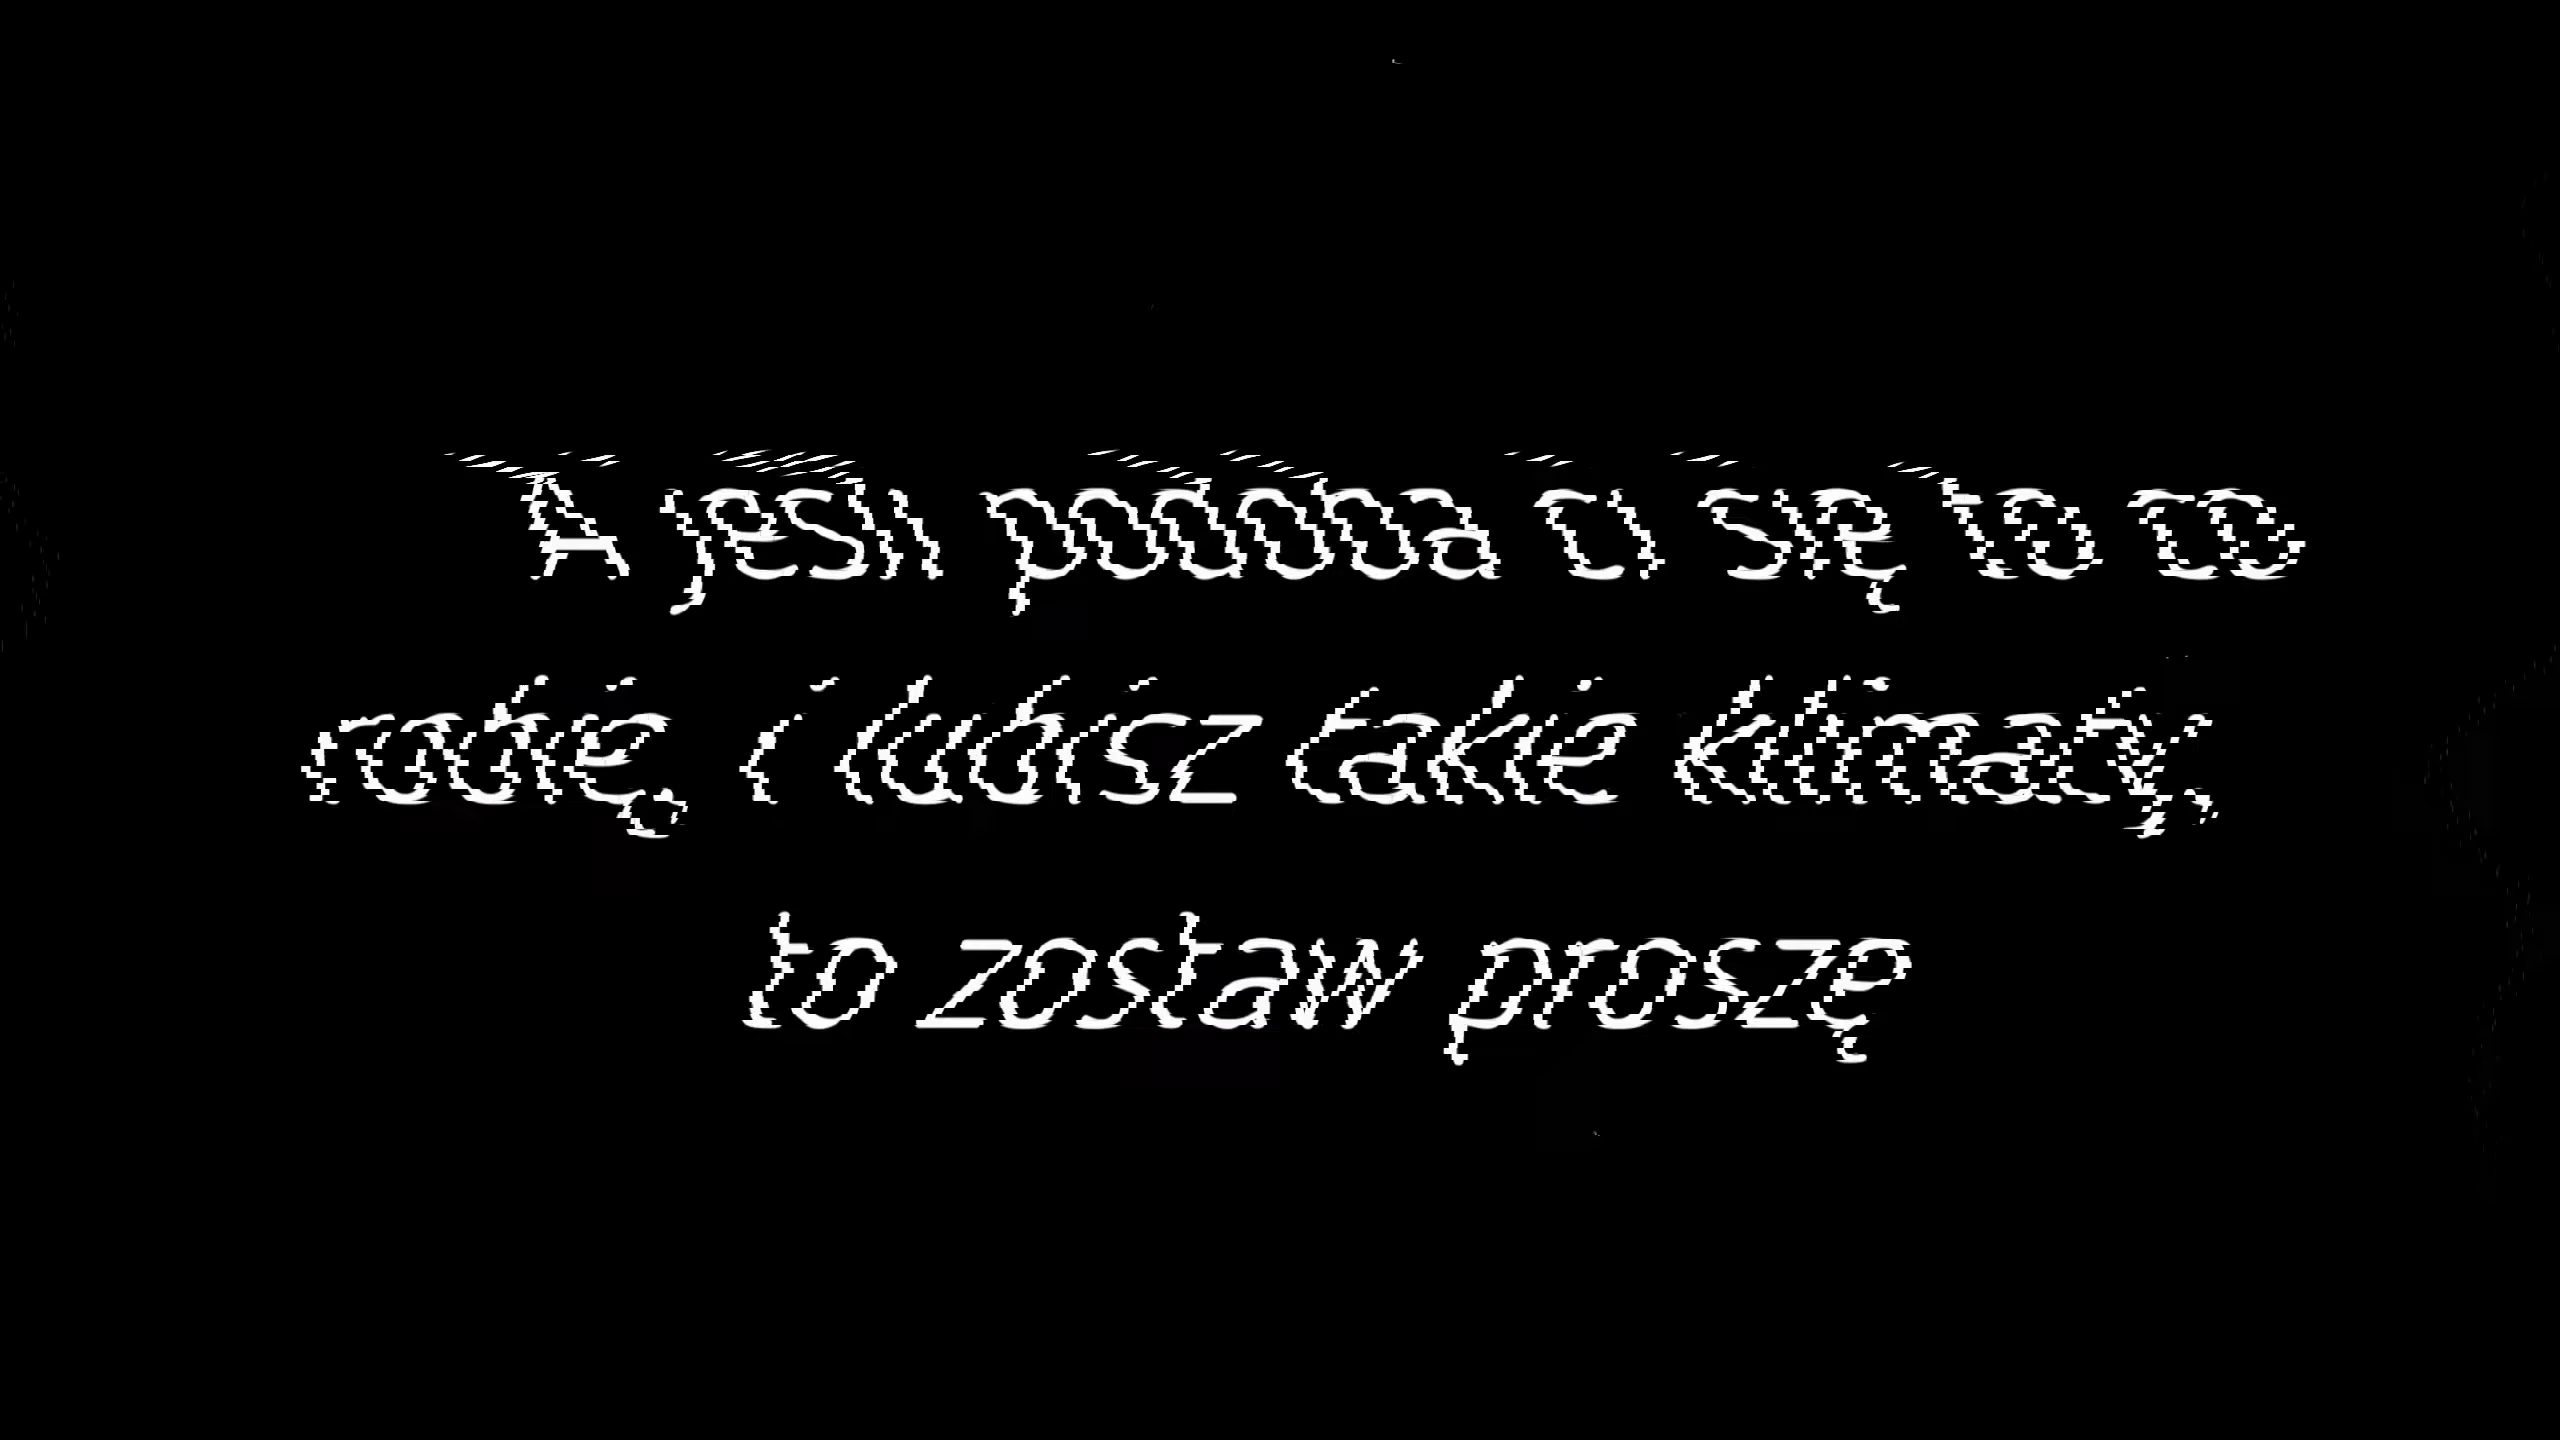 A jeśli podoba ci się to co
robię, i lubisz takie klimaty,
to zostaw proszę